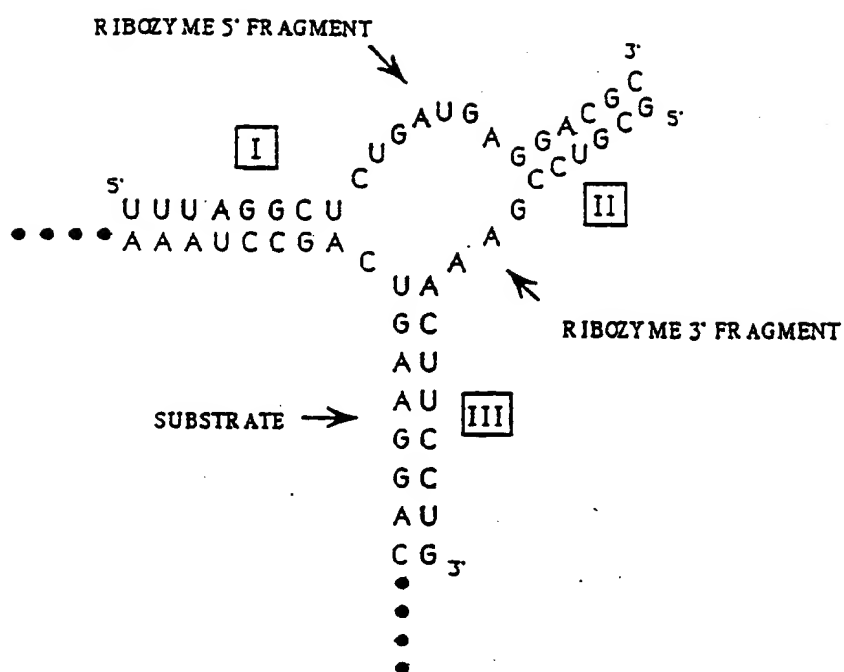 RIBOZYME 5' FRAGMENT
3'
C U G A U G A G G A C G C
5'
G C G U C C G A A A
I
5'
U U U A G G C U
A A A U C C G A C U
II
G C
A U
RIBOZYME 3' FRAGMENT
A U
SUBSTRATE
III
G C
G C
A U
C G 3'